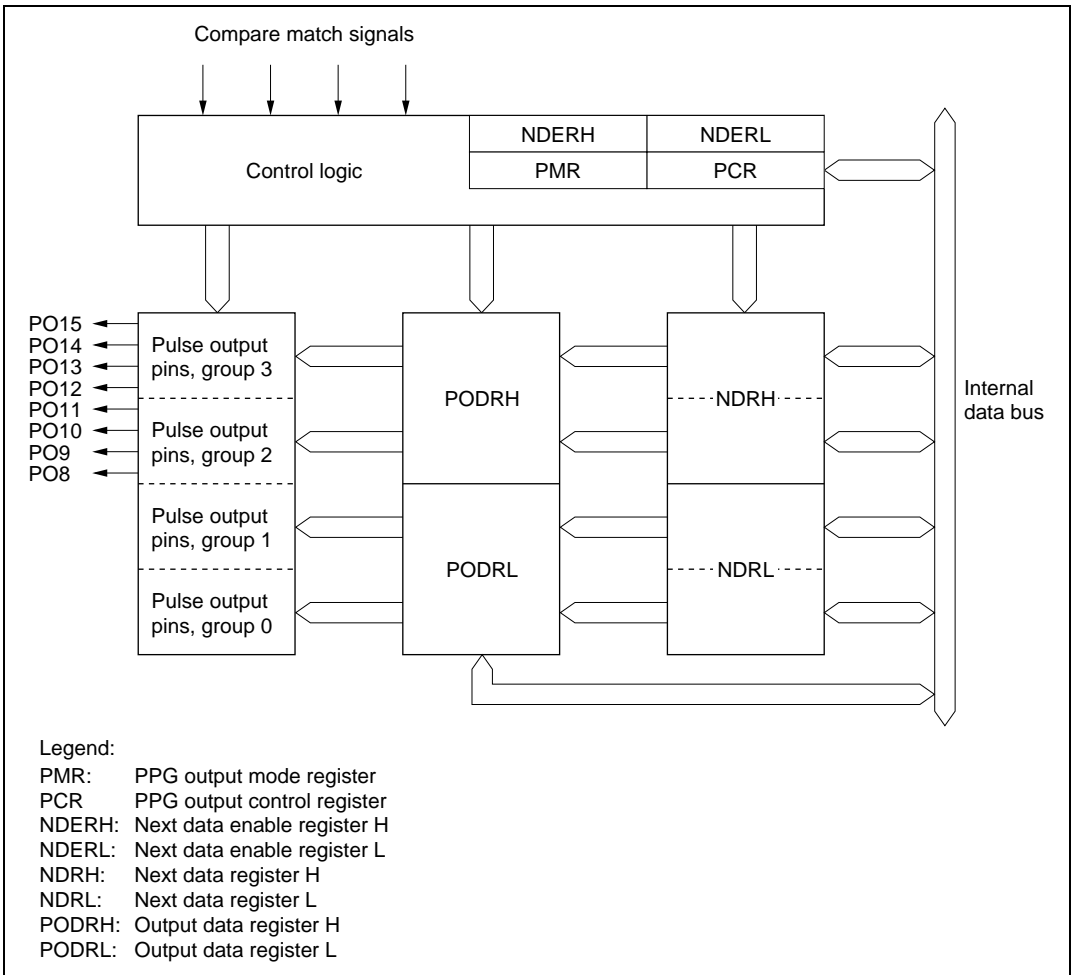 Compare match signals
Control logic
NDERH
NDERL
PMR
PCR
PO15
PO14
PO13
PO12
PO11
PO10
PO9
PO8
Pulse output
pins, group 3
Pulse output
pins, group 2
Pulse output
pins, group 1
Pulse output
pins, group 0
PODRH
PODRL
NDRH
NDRL
Internal
data bus
Legend:
PMR: PPG output mode register
PCR PPG output control register
NDERH: Next data enable register H
NDERL: Next data enable register L
NDRH: Next data register H
NDRL: Next data register L
PODRH: Output data register H
PODRL: Output data register L